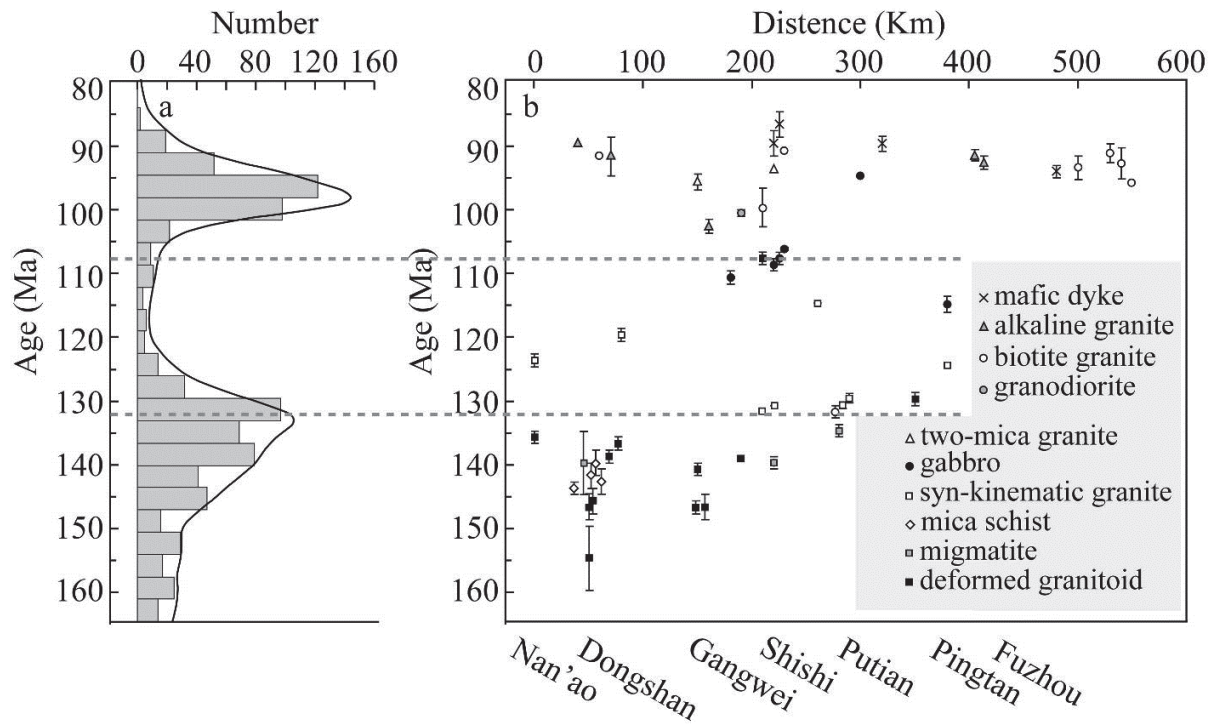 Number
0 40 80 120 160
a
80
90
100
110
120
130
140
150
160
Age (Ma)
Distence (Km)
0 100 200 300 400 500 600
b
80
90
100
110
120
130
140
150
160
Age (Ma)
mafic dyke
alkaline granite
biotite granite
granodiorite
two-mica granite
gabbro
syn-kinematic granite
mica schist
migmatite
deformed granitoid
Nan'ao
Dongshan
Gangwei
Shishi
Putian
Pingtan
Fuzhou